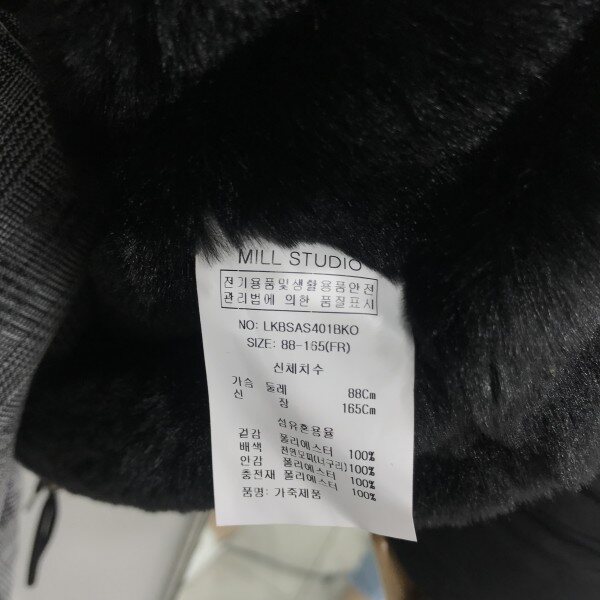 MILL STUDIO
전기용품및생활용품안전
관리법에 의한 품질표시
NO: LKBSAS401BKO
SIZE: 88-165(FR)
신체치수
가슴 둘레 88Cm
신 장 165Cm
섬유혼용율
겉감 폴리에스터 100%
배색 천연모피(너구리) 100%
안감 폴리에스터 100%
충전재 폴리에스터 100%
품명: 가죽제품